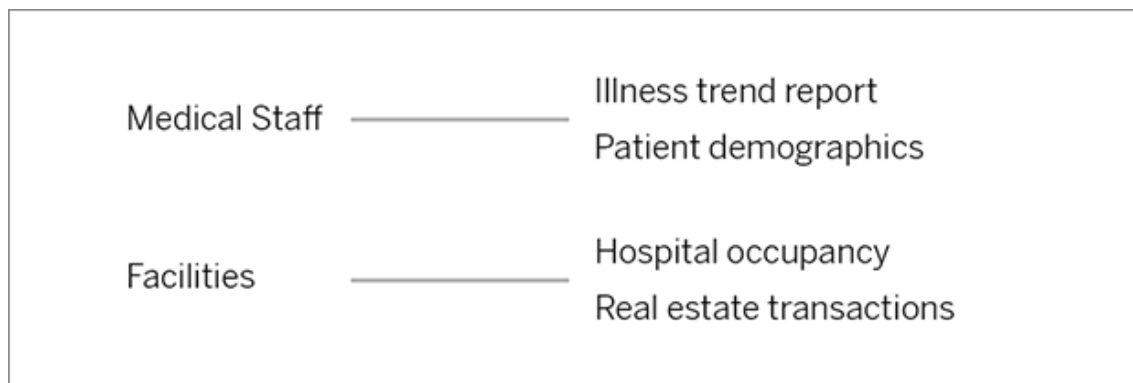 Medical Staff
Illness trend report
Patient demographics
Facilities
Hospital occupancy
Real estate transactions